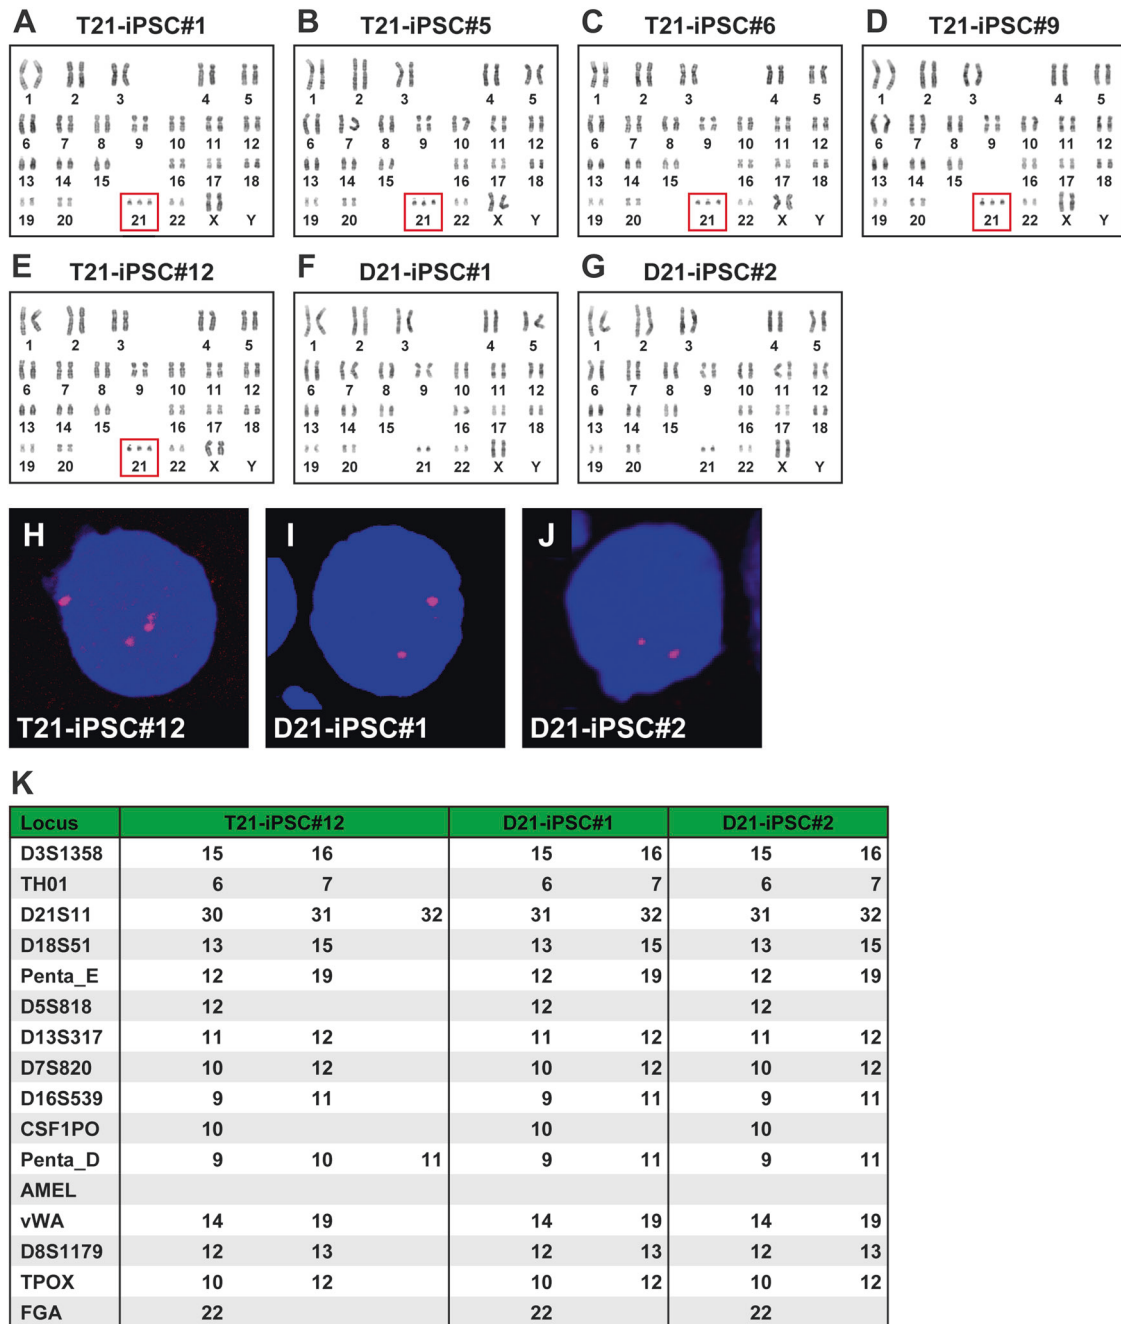 A T21-iPSC#1
B T21-iPSC#5
C T21-iPSC#6
D T21-iPSC#9
1 2 3 4 5
6 7 8 9 10 11 12
13 14 15 16 17 18
19 20 21 22 X Y
1 2 3 4 5
6 7 8 9 10 11 12
13 14 15 16 17 18
19 20 21 22 X Y
1 2 3 4 5
6 7 8 9 10 11 12
13 14 15 16 17 18
19 20 21 22 X Y
1 2 3 4 5
6 7 8 9 10 11 12
13 14 15 16 17 18
19 20 21 22 X Y
E T21-iPSC#12
F D21-iPSC#1
G D21-iPSC#2
1 2 3 4 5
6 7 8 9 10 11 12
13 14 15 16 17 18
19 20 21 22 X Y
1 2 3 4 5
6 7 8 9 10 11 12
13 14 15 16 17 18
19 20 21 22 X Y
1 2 3 4 5
6 7 8 9 10 11 12
13 14 15 16 17 18
19 20 21 22 X Y
H
T21-iPSC#12
I
D21-iPSC#1
J
D21-iPSC#2
K
Locus T21-iPSC#12 D21-iPSC#1 D21-iPSC#2
D3S1358 15 16 15 16 15 16
TH01 6 7 6 7 6 7
D21S11 30 31 32 31 32 31 32
D18S51 13 15 13 15 13 15
Penta_E 12 19 12 19 12 19
D5S818 12 12 12
D13S317 11 12 11 12 11 12
D7S820 10 12 10 12 10 12
D16S539 9 11 9 11 9 11
CSF1PO 10 10 10
Penta_D 9 10 11 9 11 9 11
AMEL
vWA 14 19 14 19 14 19
D8S1179 12 13 12 13 12 13
TPOX 10 12 10 12 10 12
FGA 22 22 22